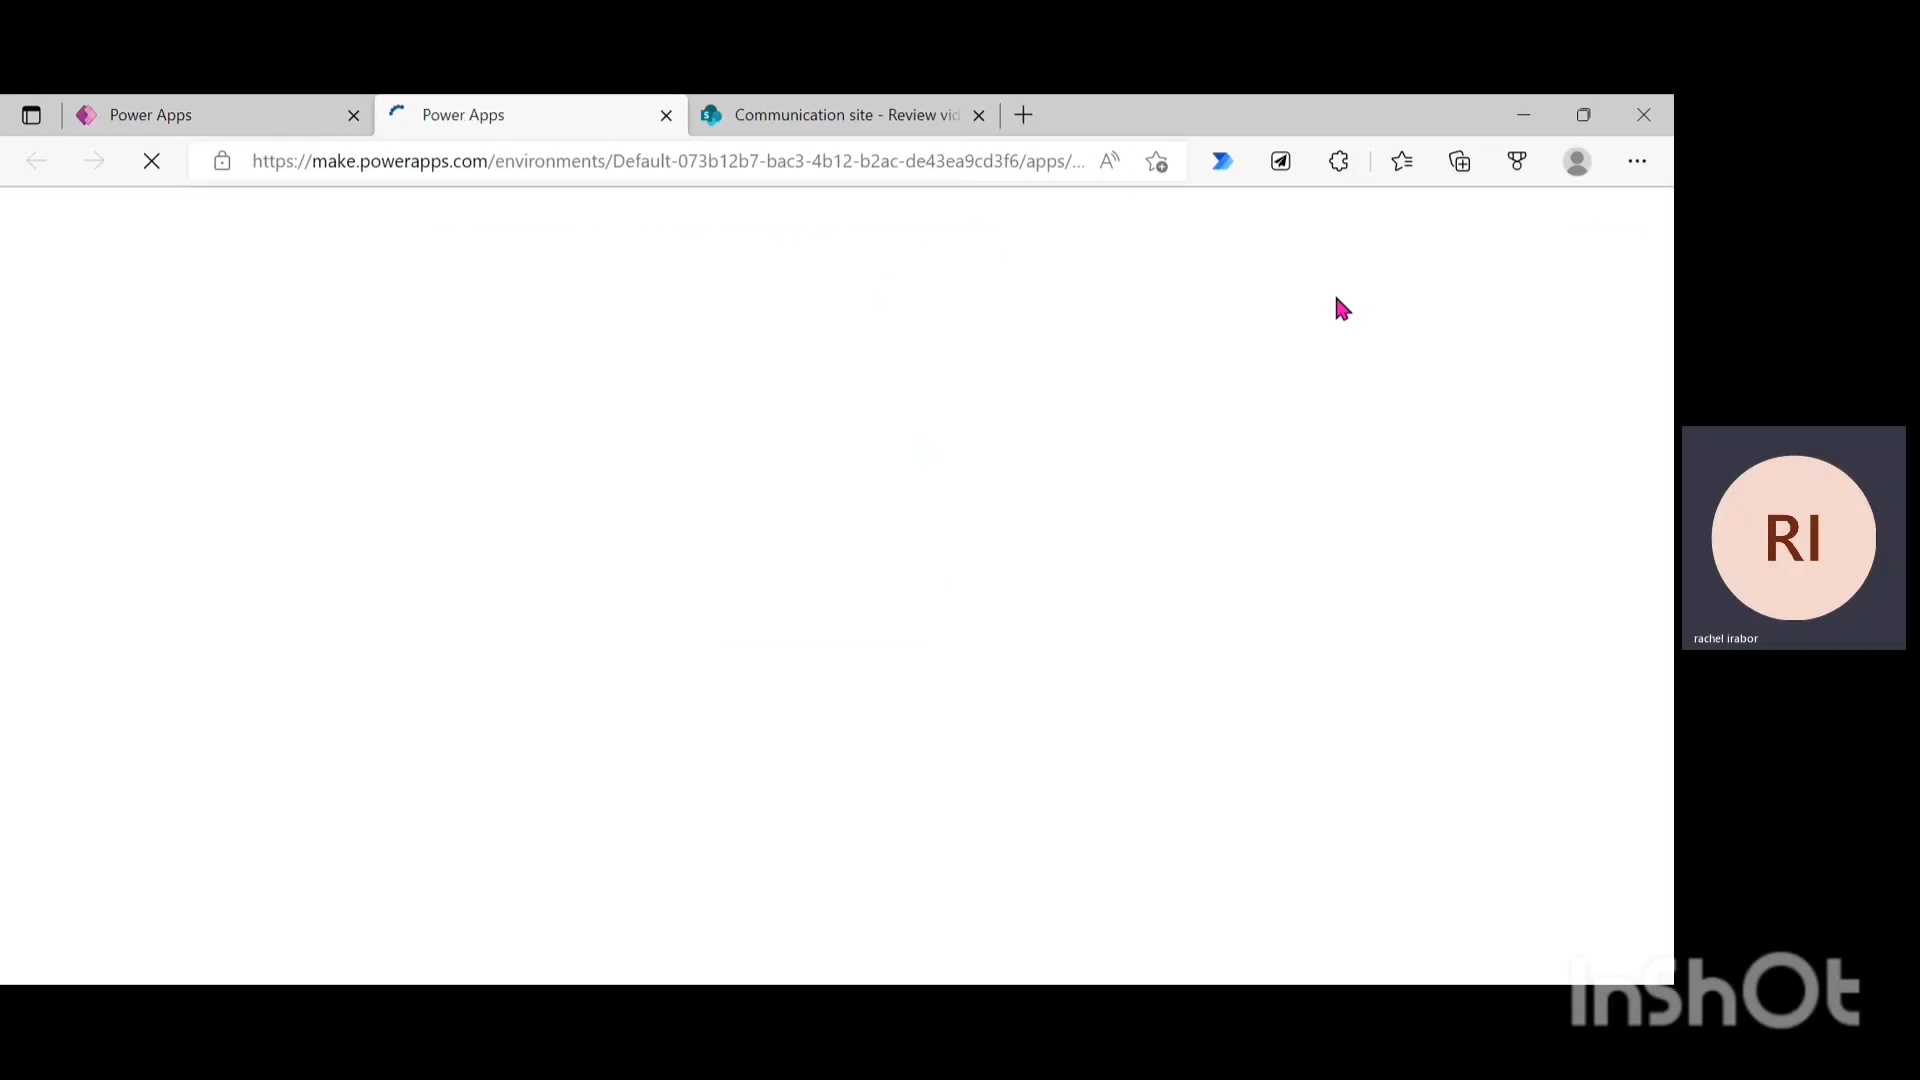 Power Apps
Power Apps
Communication site - Review vid
https://make.powerapps.com/environments/Default-073b12b7-bac3-4b12-b2ac-de43ea9cd3f6/apps/...
RI
rachel irabor
InShOt